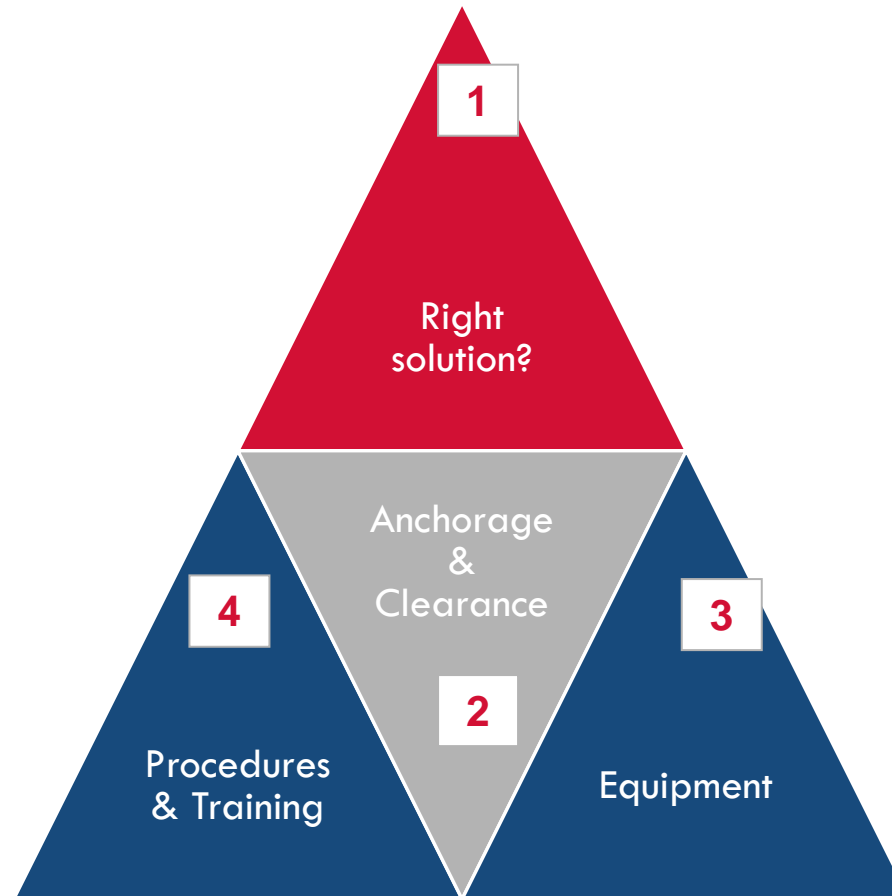 1
Right
solution?
Anchorage
&
Clearance
2
4
Procedures
& Training
3
Equipment